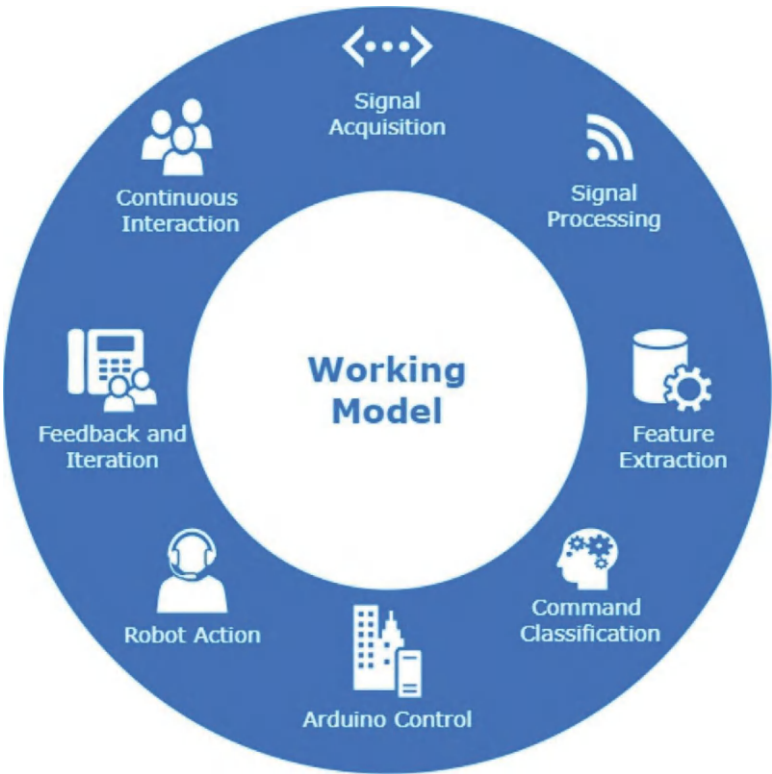 Signal
Acquisition
Signal
Processing
Feature
Extraction
Command
Classification
Arduino Control
Robot Action
Feedback and
Iteration
Continuous
Interaction
Working
Model